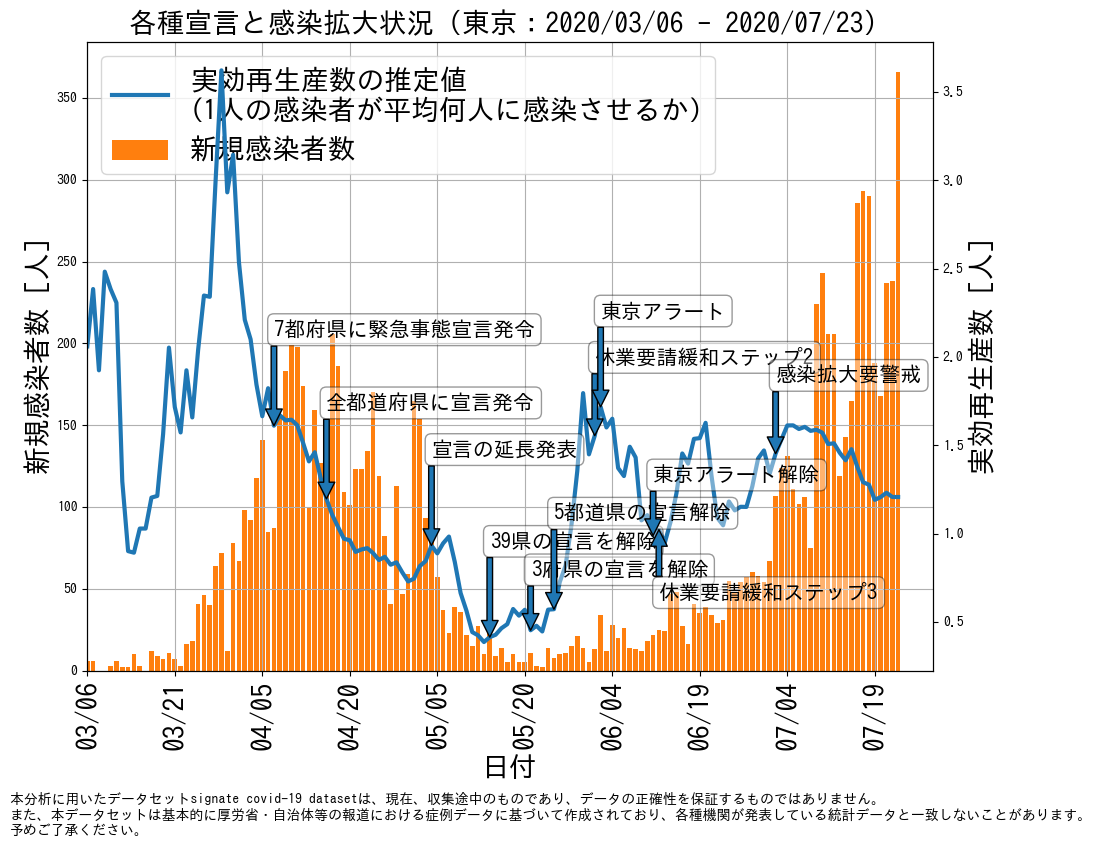 各種宣言と感染拡大状況 (東京：2020/03/06 - 2020/07/23)
実効再生産数の推定値
(1人の感染者が平均何人に感染させるか)
新規感染者数
350
300
250
200
150
100
50
0
新規感染者数 [人]
3.5
3.0
2.5
2.0
1.5
1.0
0.5
実効再生産数 [人]
東京アラート
7都府県に緊急事態宣言発令
休業要請緩和ステップ2
感染拡大要警戒
全都道府県に宣言発令
宣言の延長発表
東京アラート解除
5都道県の宣言解除
39県の宣言を解除
3府県の宣言を解除
休業要請緩和ステップ3
03/06
03/21
04/05
04/20
05/05
05/20
06/04
06/19
07/04
07/19
日付
本分析に用いたデータセットsignate covid-19 datasetは、現在、収集途中のものであり、データの正確性を保証するものではありません。
また、本データセットは基本的に厚労省・自治体等の報道における症例データに基づいて作成されており、各種機関が発表している統計データと一致しないことがあります。
予めご了承ください。